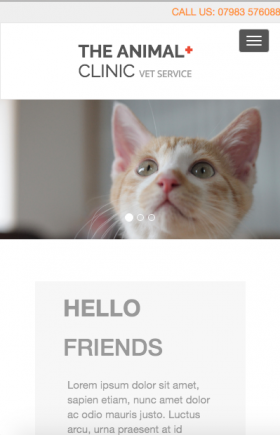 CALL US: 07983 576088
THE ANIMAL+
CLINIC VET SERVICE
HELLO
FRIENDS
Lorem ipsum dolor sit amet,
sapien etiam, nunc amet dolor
ac odio mauris justo. Luctus
arcu, urna praesent at id